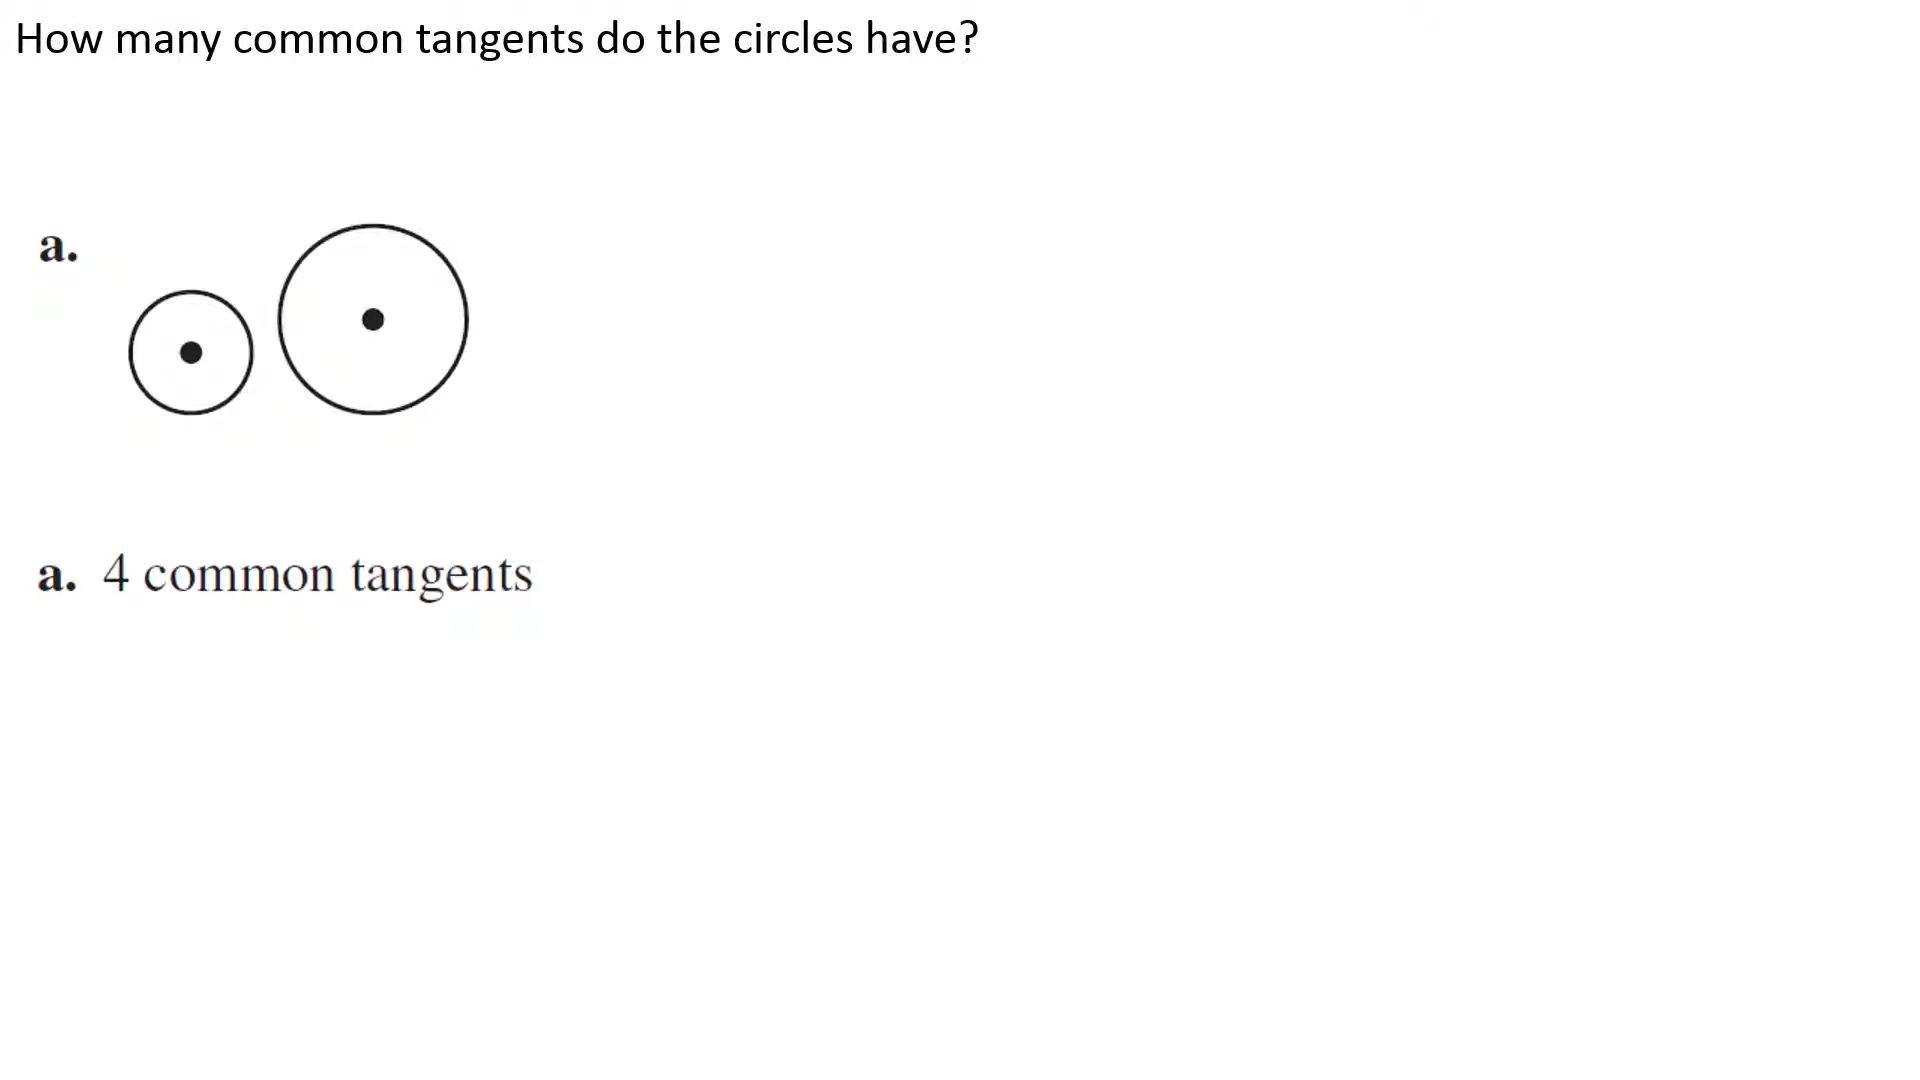 How many common tangents do the circles have?
a.
a. 4 common tangents